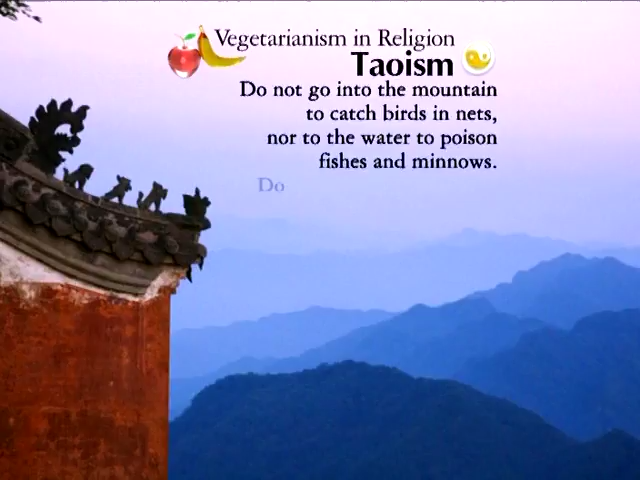 Vegetarianism in Religion
Taoism
Do not go into the mountain
to catch birds in nets,
nor to the water to poison
fishes and minnows.
Do